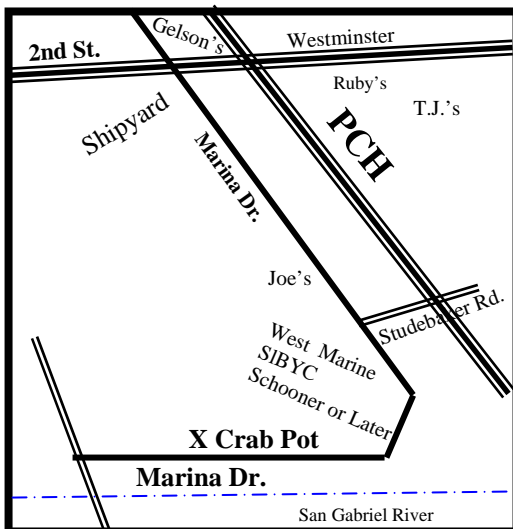 Gelson's
2nd St.
Westminster
Ruby's
T.J.'s
Shipyard
PCH
Marina Dr.
Joe's
Studebaker Rd.
West Marine
SlBYC
Schooner or Later
X Crab Pot
Marina Dr.
San Gabriel River